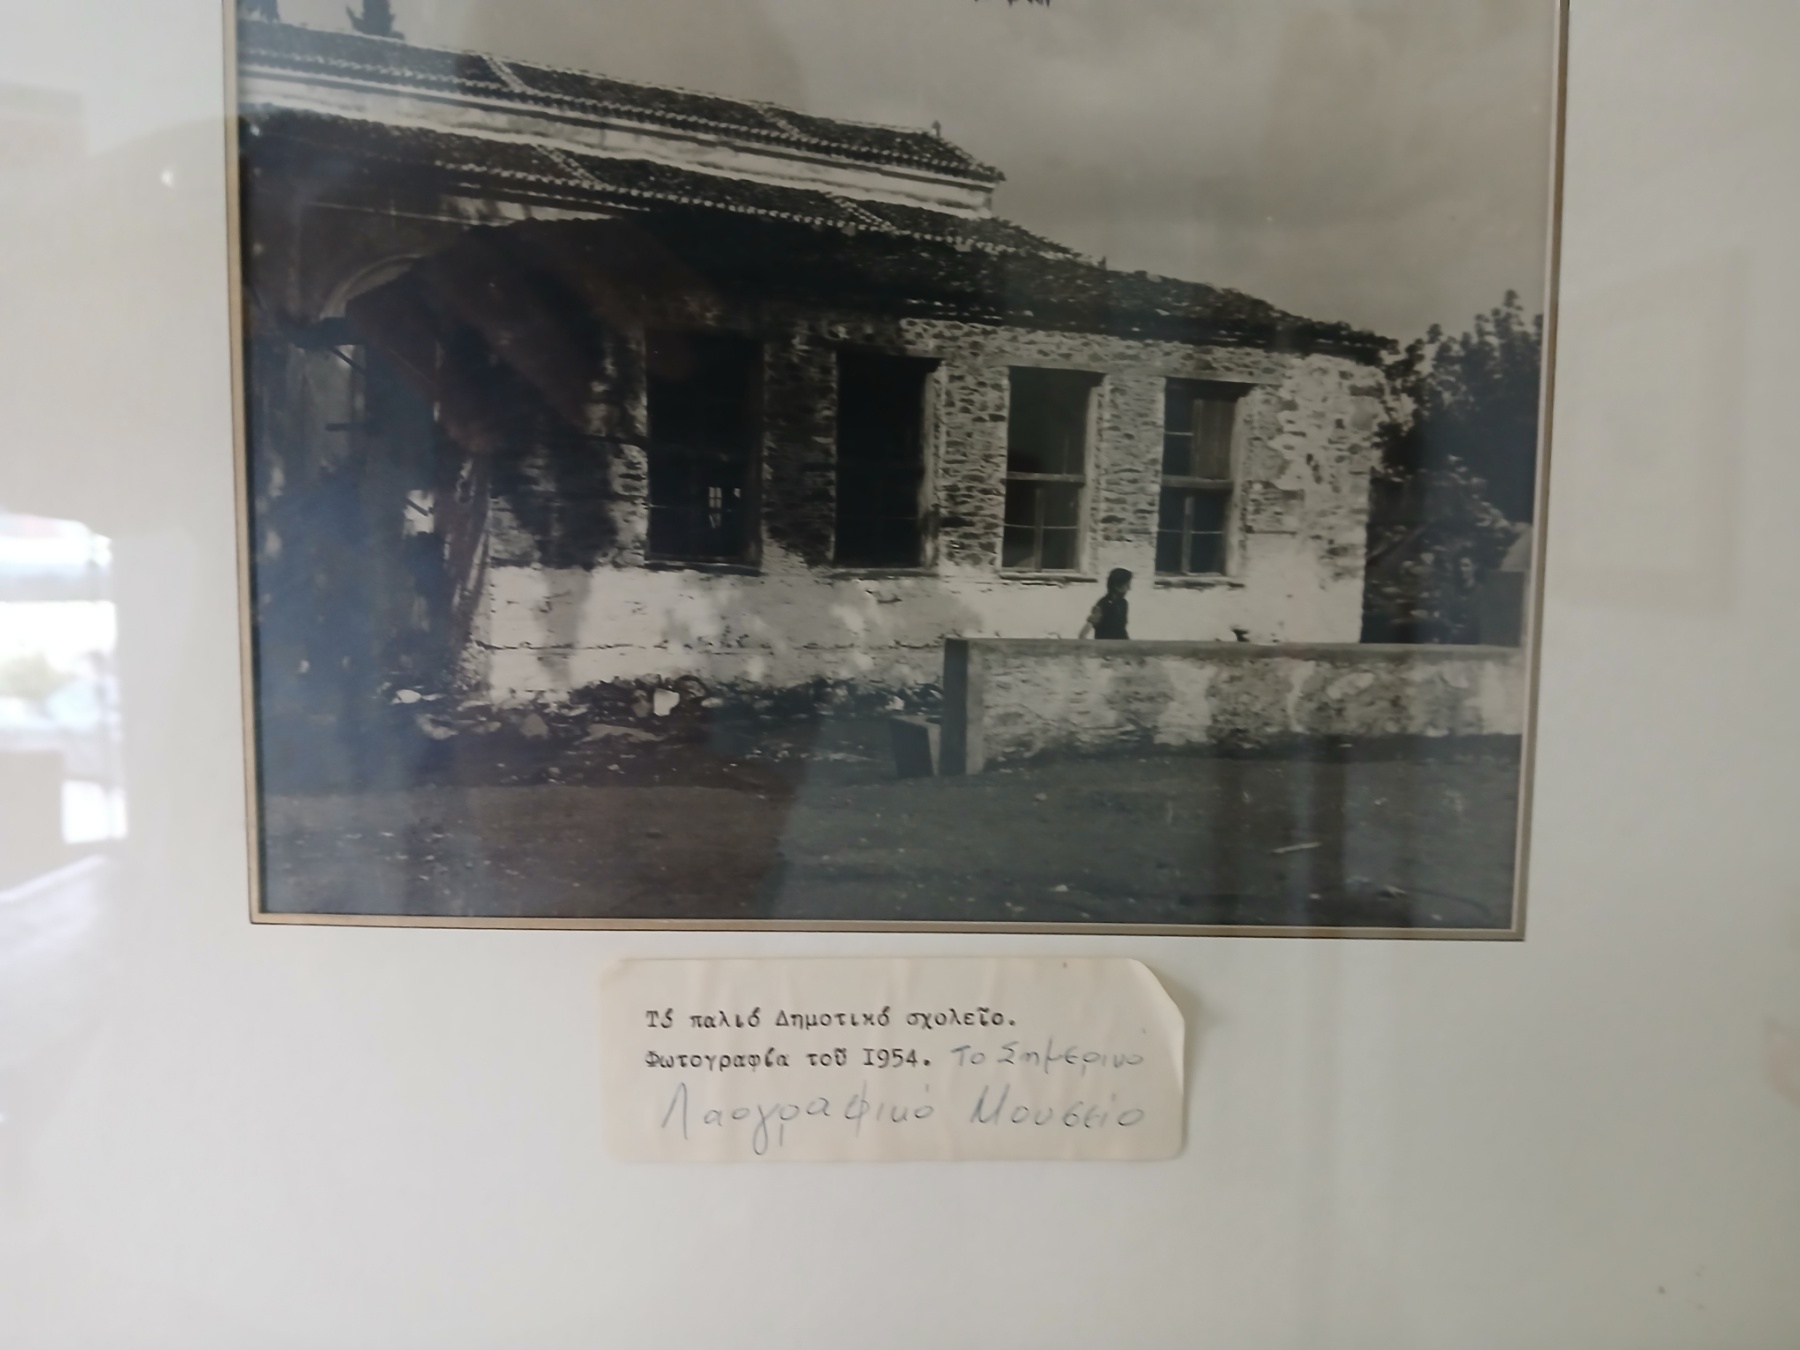 Τό παλιό Δημοτικό σχολεῖο.
Φωτογραφία τοῦ 1954. Το Σημερινό
Λαογραφικό Μουσείο